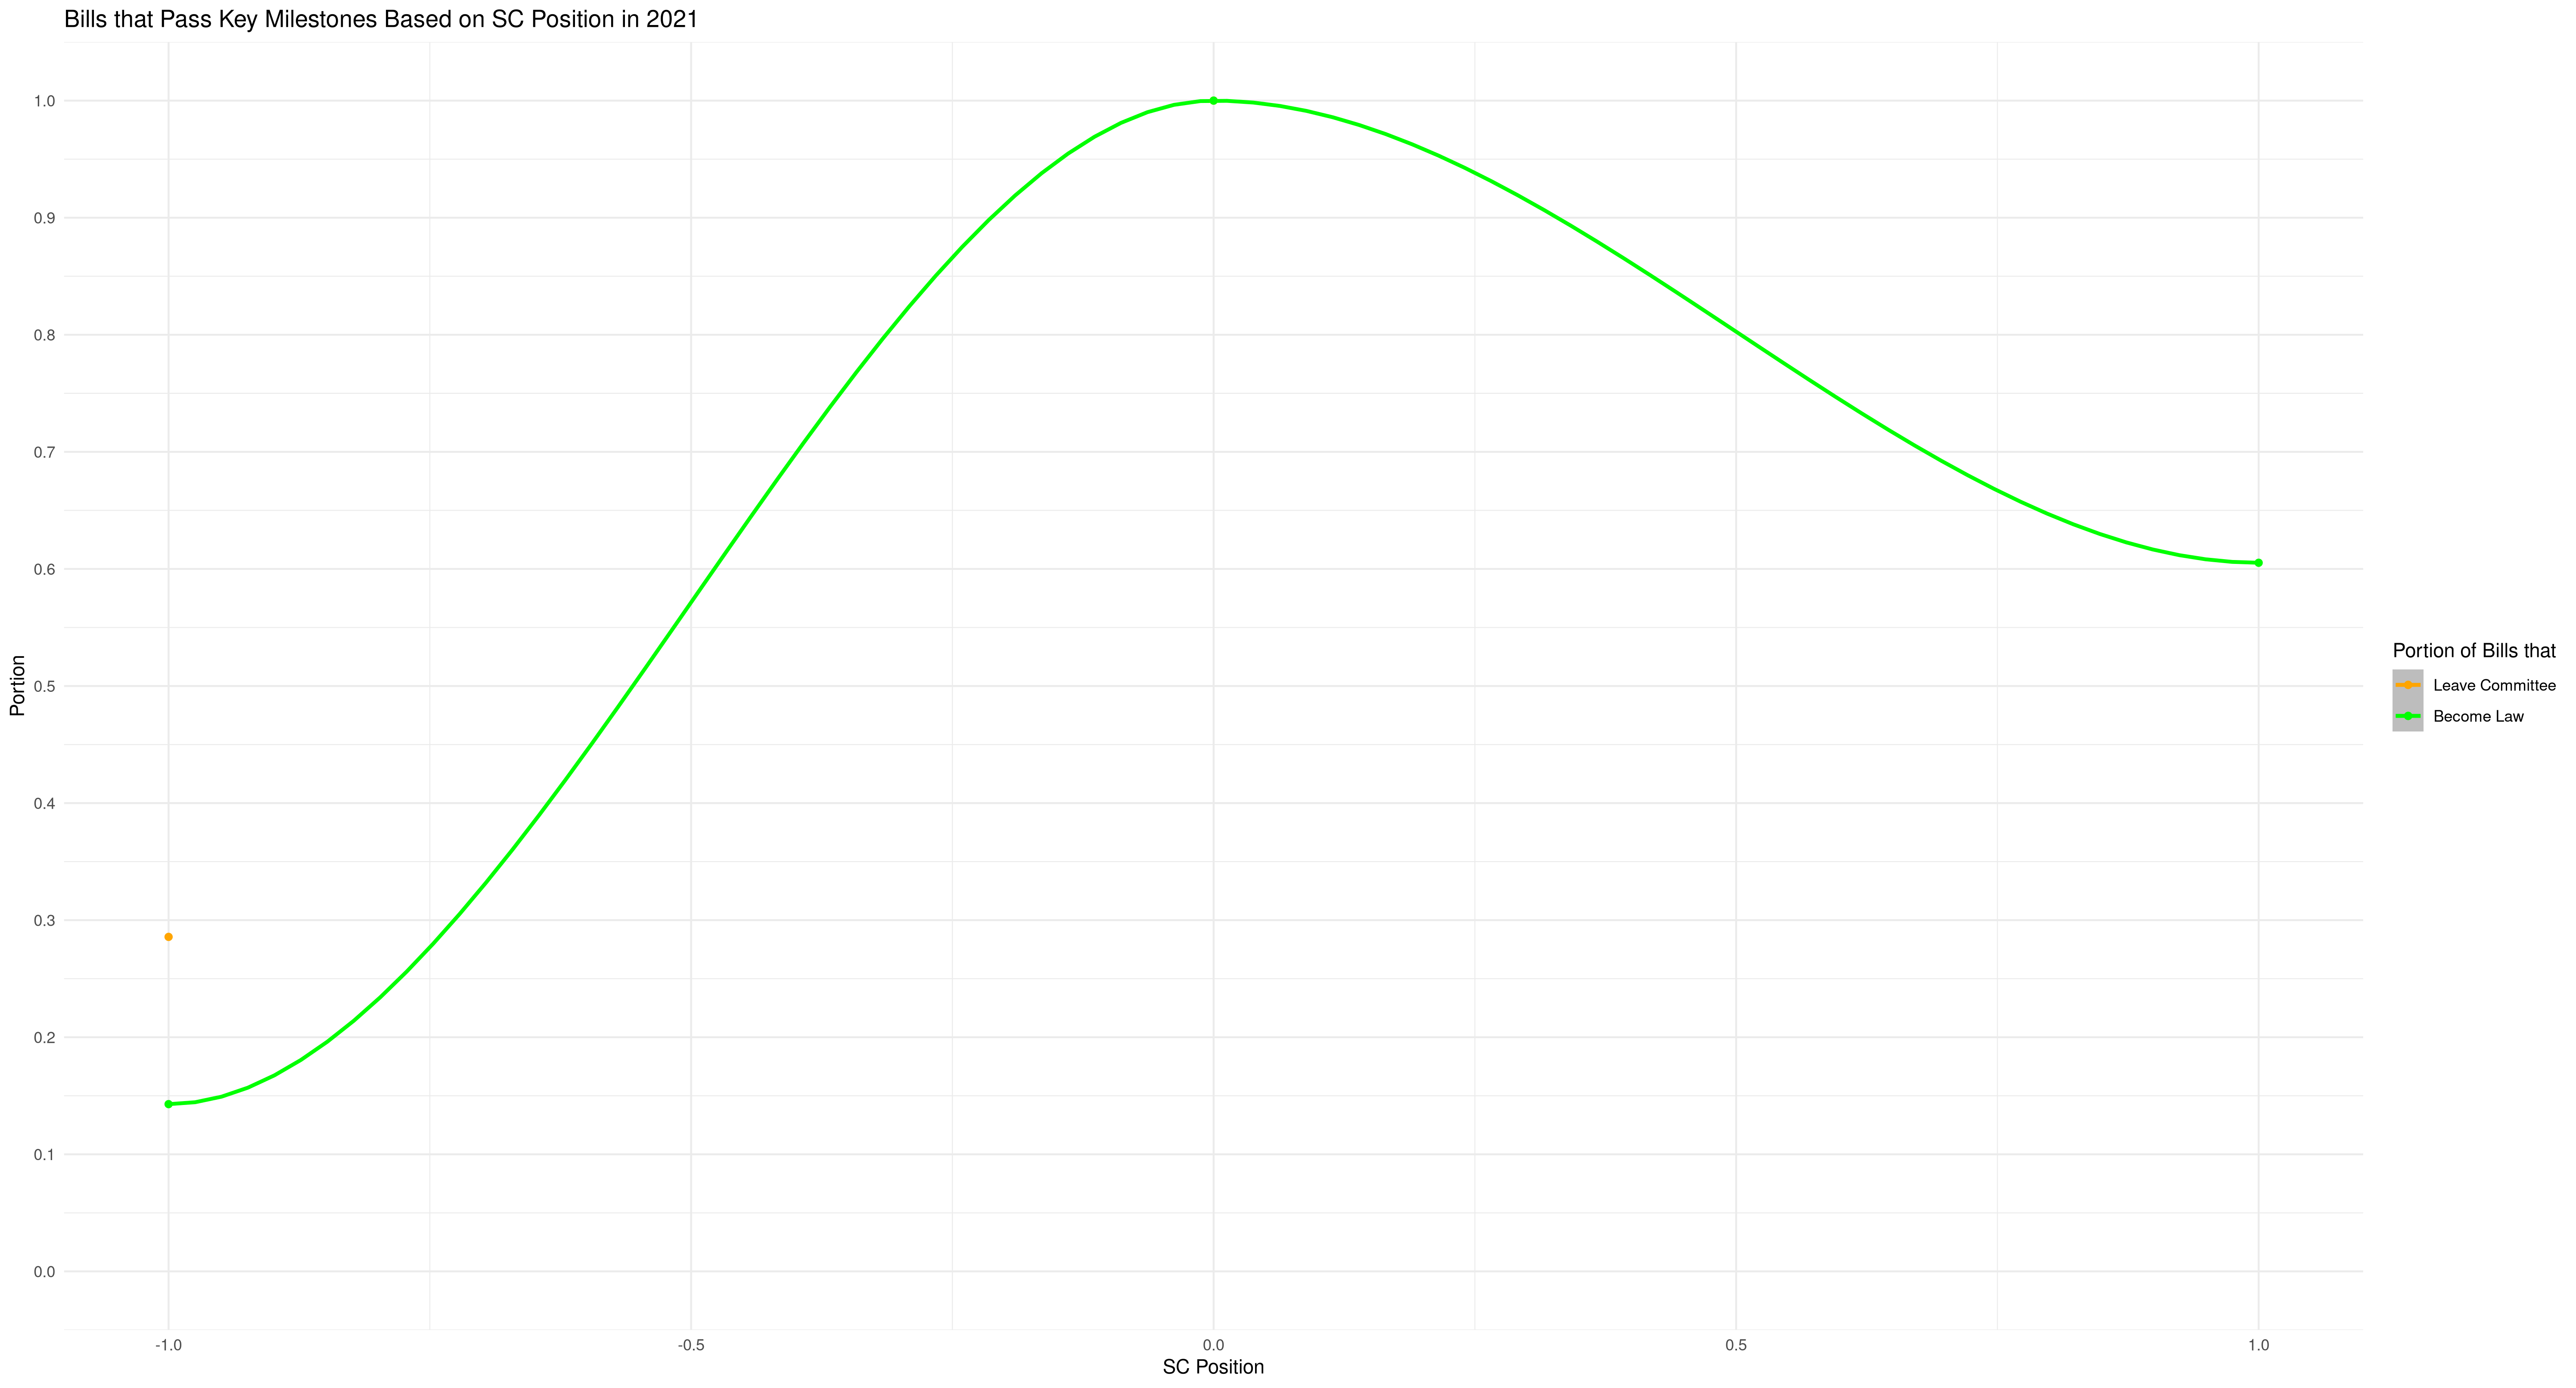 Bills that Pass Key Milestones Based on SC Position in 2021
Portion
1.0
0.9
0.8
0.7
0.6
0.5
0.4
0.3
0.2
0.1
0.0
-1.0 -0.5 0.0 0.5 1.0
SC Position
Portion of Bills that
Leave Committee
Become Law